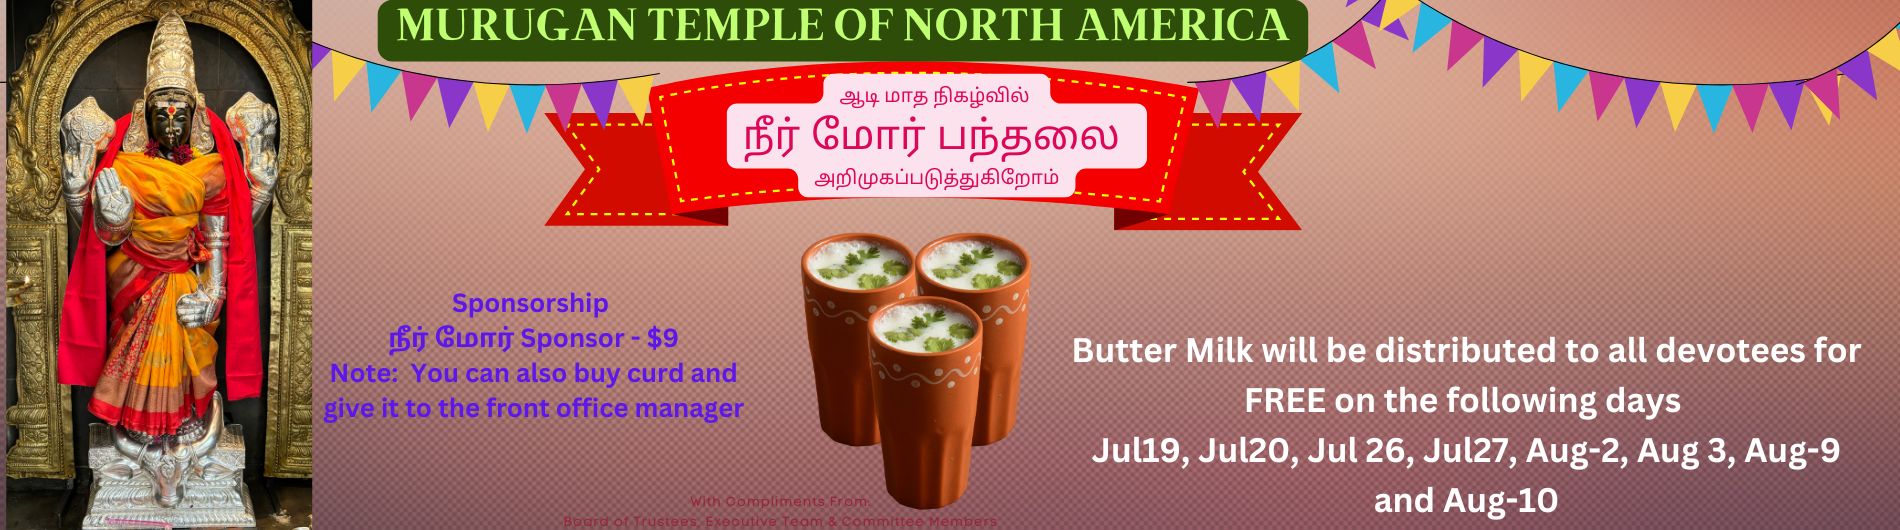 MURUGAN TEMPLE OF NORTH AMERICA
ஆடி மாத நிகழ்வில்
நீர் மோர் பந்தலை
அறிமுகப்படுத்துகிறோம்
Sponsorship
நீர் மோர் Sponsor - $9
Note:  You can also buy curd and
give it to the front office manager
Butter Milk will be distributed to all devotees for
FREE on the following days
Jul19, Jul20, Jul 26, Jul27, Aug-2, Aug 3, Aug-9
and Aug-10
With Compliments From:
Board of Trustees, Executive Team & Committee Members